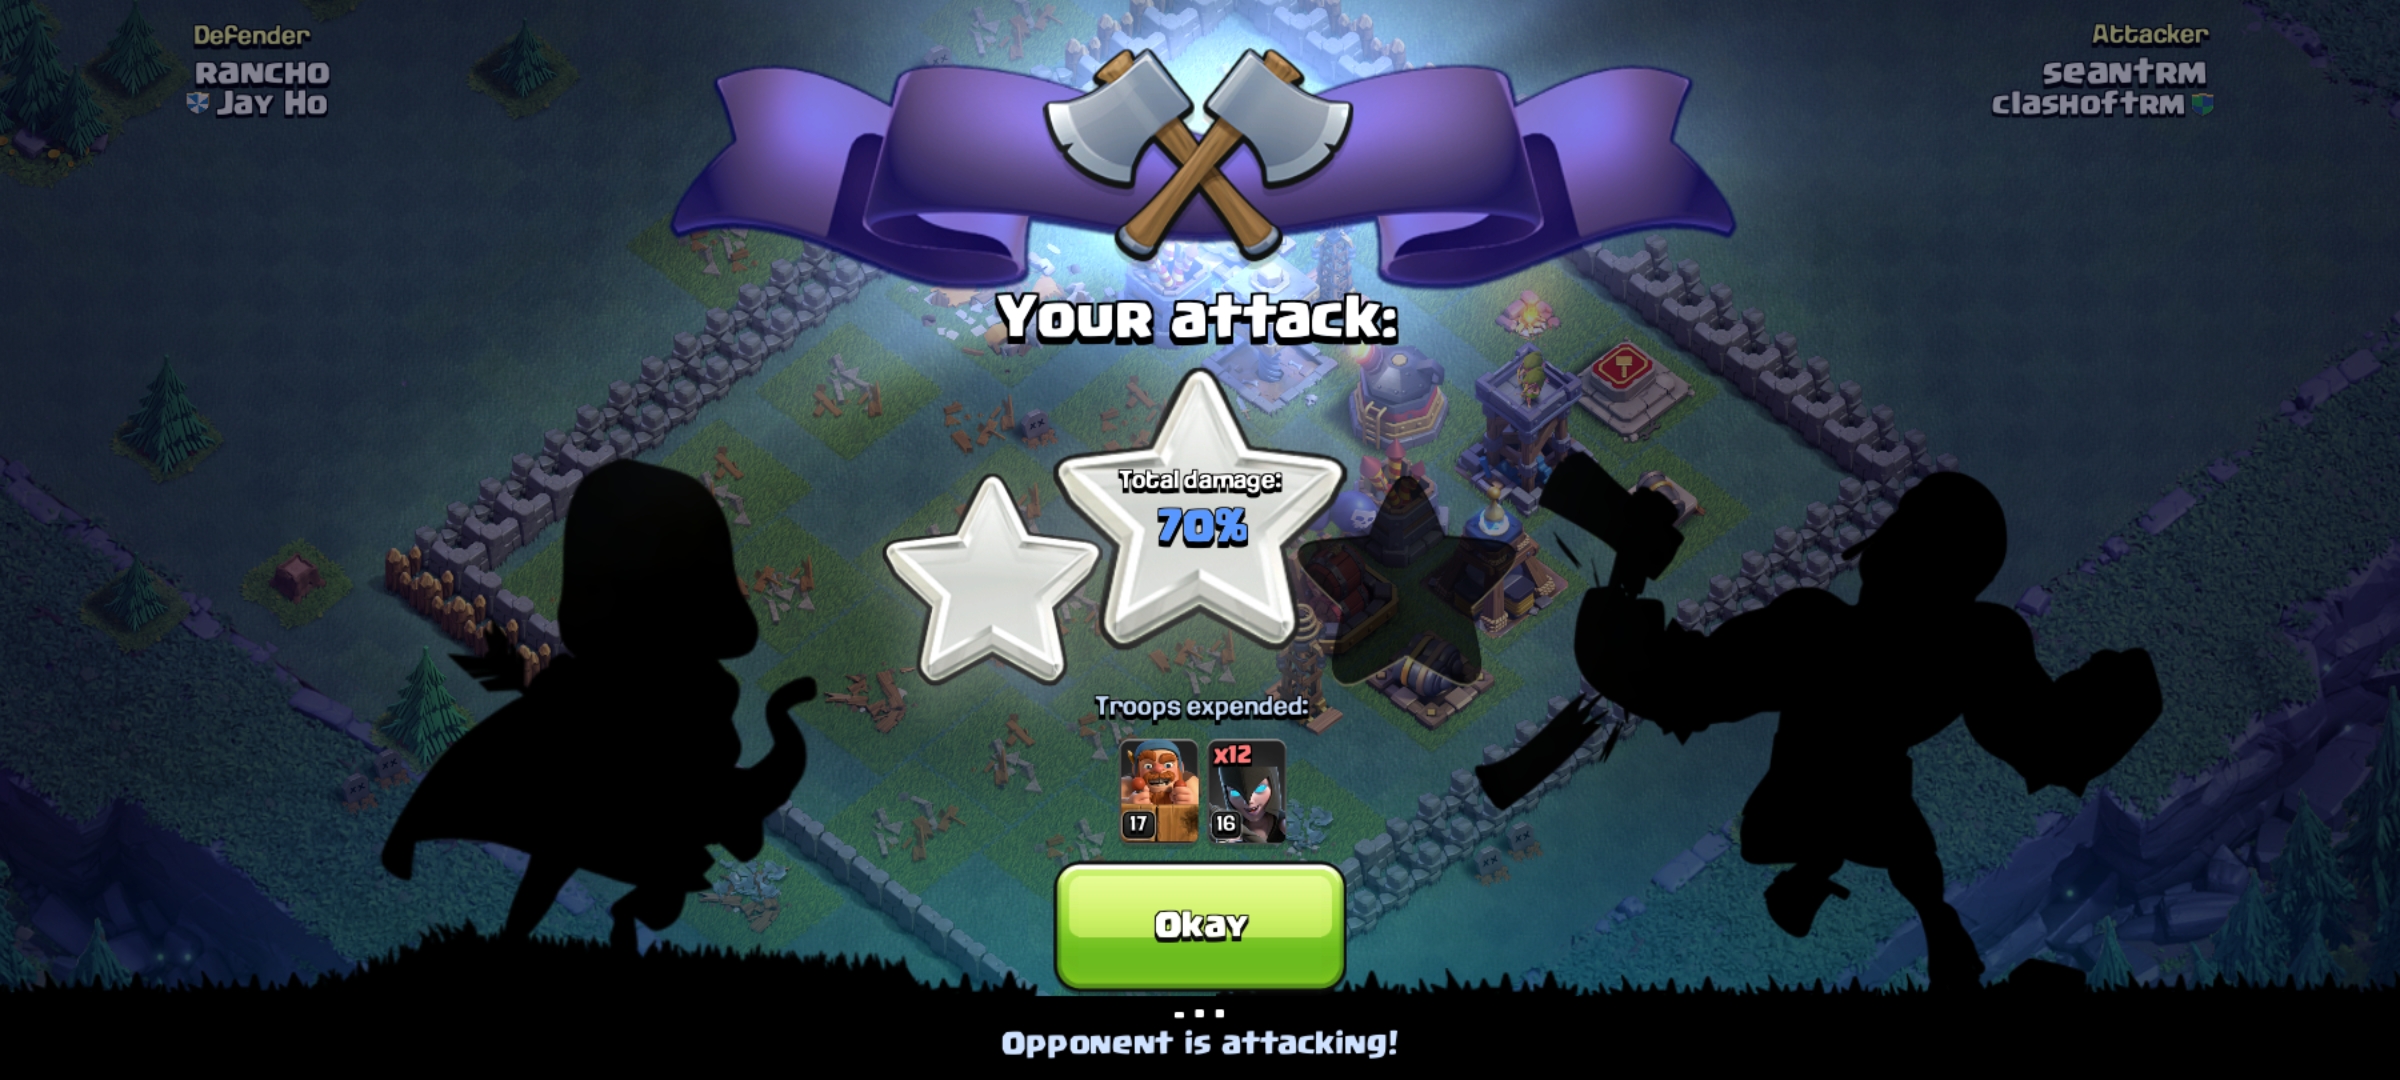 Defender
RANCHO
Jay Ho
Attacker
seantrm
clashoftrm
Your attack:
Total damage:
70%
Troops expended:
x12
17
16
Okay
...
Opponent is attacking!